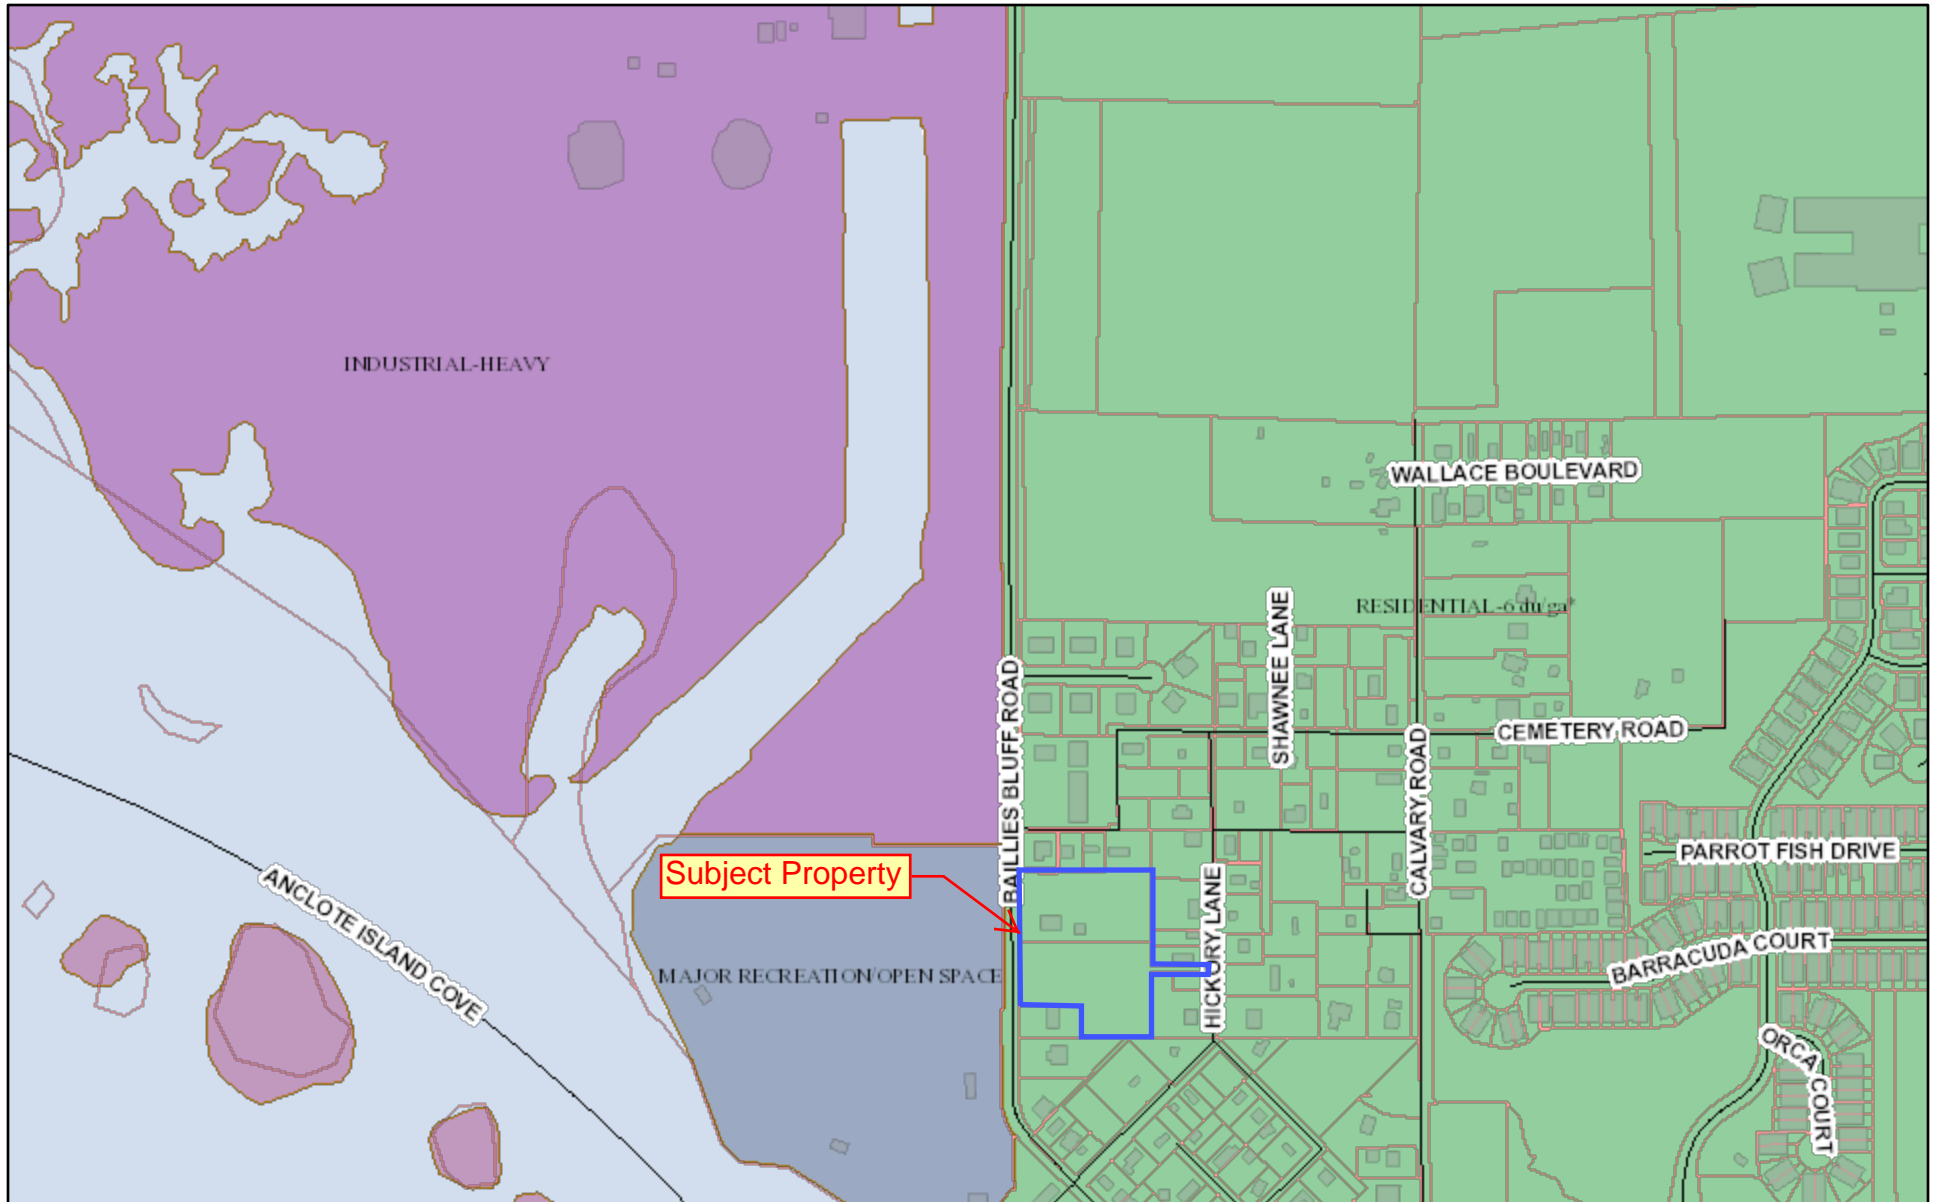 INDUSTRIAL-HEAVY
WALLACE BOULEVARD
RESIDENTIAL-6 du/ga*
SHAWNEE LANE
BAILLIES BLUFF ROAD
CEMETERY ROAD
CALVARY ROAD
PARROT FISH DRIVE
Subject Property
HICKORY LANE
ANCLOTE ISLAND COVE
MAJOR RECREATION/OPEN SPACE
BARRACUDA COURT
ORCA COURT